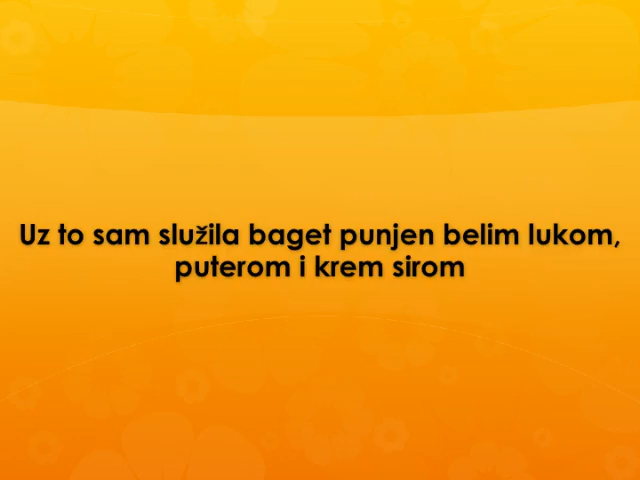 Uz to sam služila baget punjen belim lukom,
puterom i krem sirom